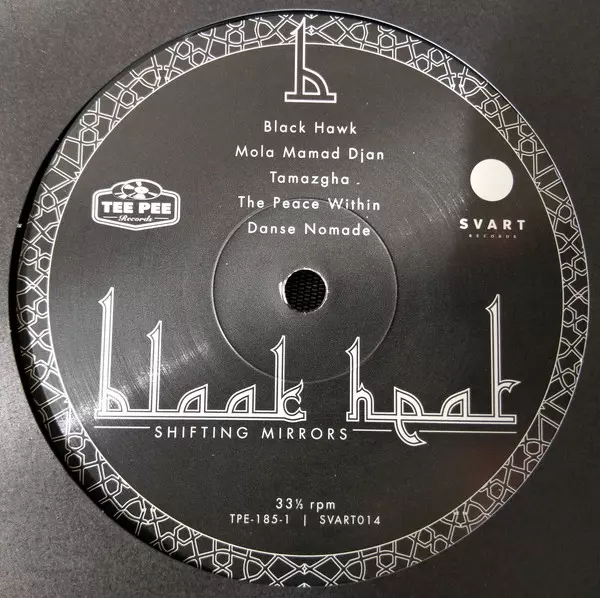 b
Black Hawk
Mola Mamad Djan
Tamazgha
The Peace Within
Danse Nomade
TEE PEE
Records
SVART
RECORDS
blaak heat
SHIFTING MIRRORS
33⅓ rpm
TPE-185-1 | SVART014